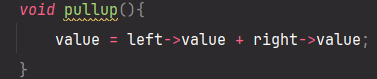 void pullup(){
value = left->value + right->value;
}